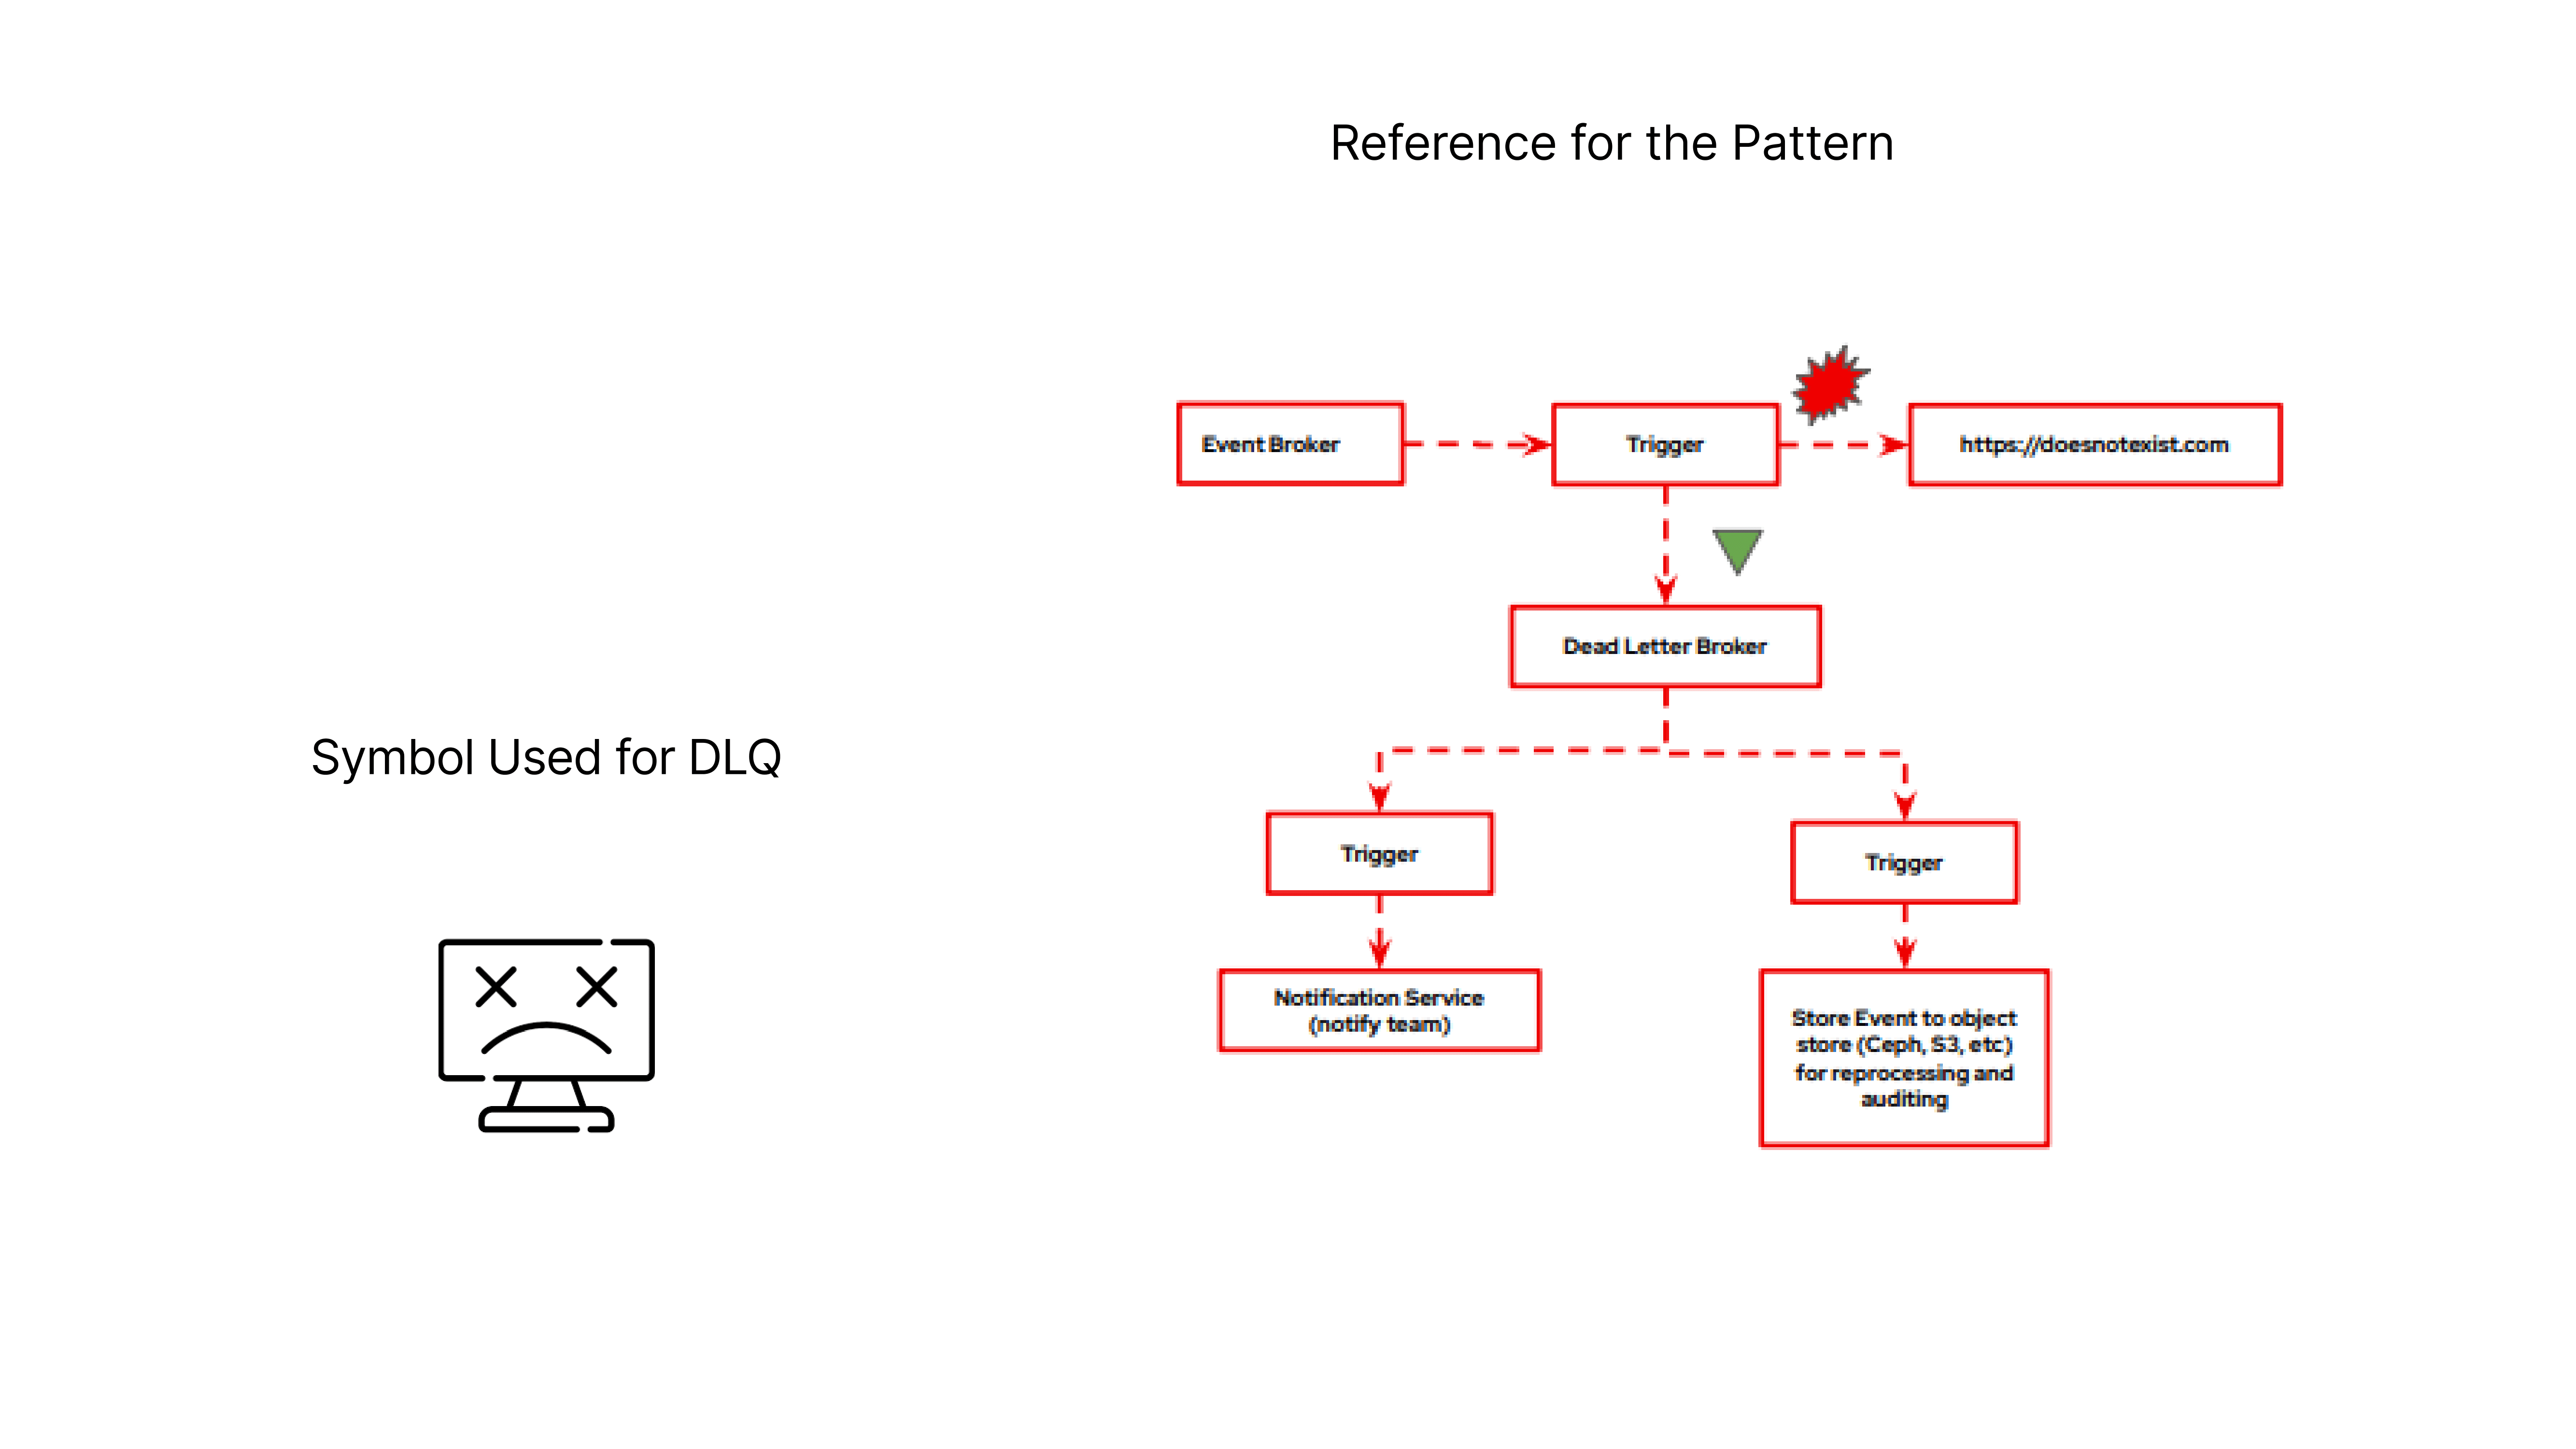 Reference for the Pattern
Event Broker
Trigger
https://doesnotexist.com
Dead Letter Broker
Symbol Used for DLQ
Trigger
Trigger
Notification Service
(notify team)
Store Event to object
store (Ceph, S3, etc)
for reprocessing and
auditing